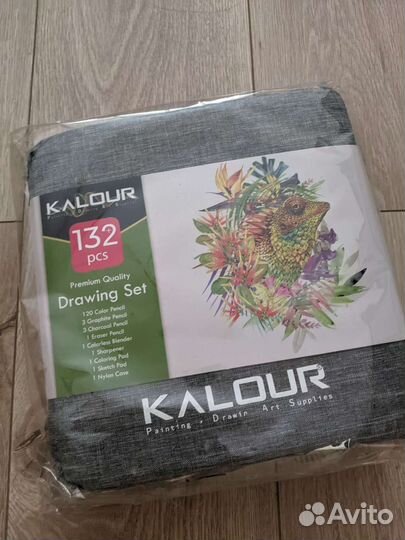 KALOUR
132
pcs
Premium Quality
Drawing Set
120 Color Pencil
3 Graphite Pencil
3 Charcoal Pencil
1 Eraser Pencil
1 Colorless Blender
1 Sharpener
1 Coloring Pad
1 Sketch Pad
1 Nylon Case
KALOUR
Painting , Drawin Art Supplies
Avito